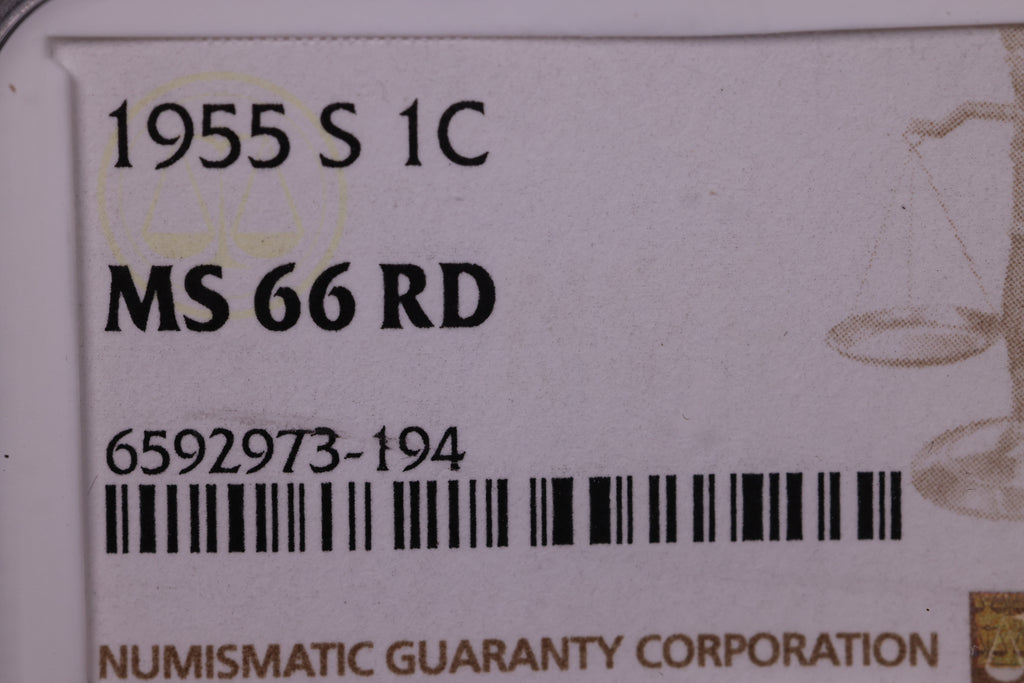 1955 S 1C
MS 66 RD
6592973-194
NUMISMATIC GUARANTY CORPORATION